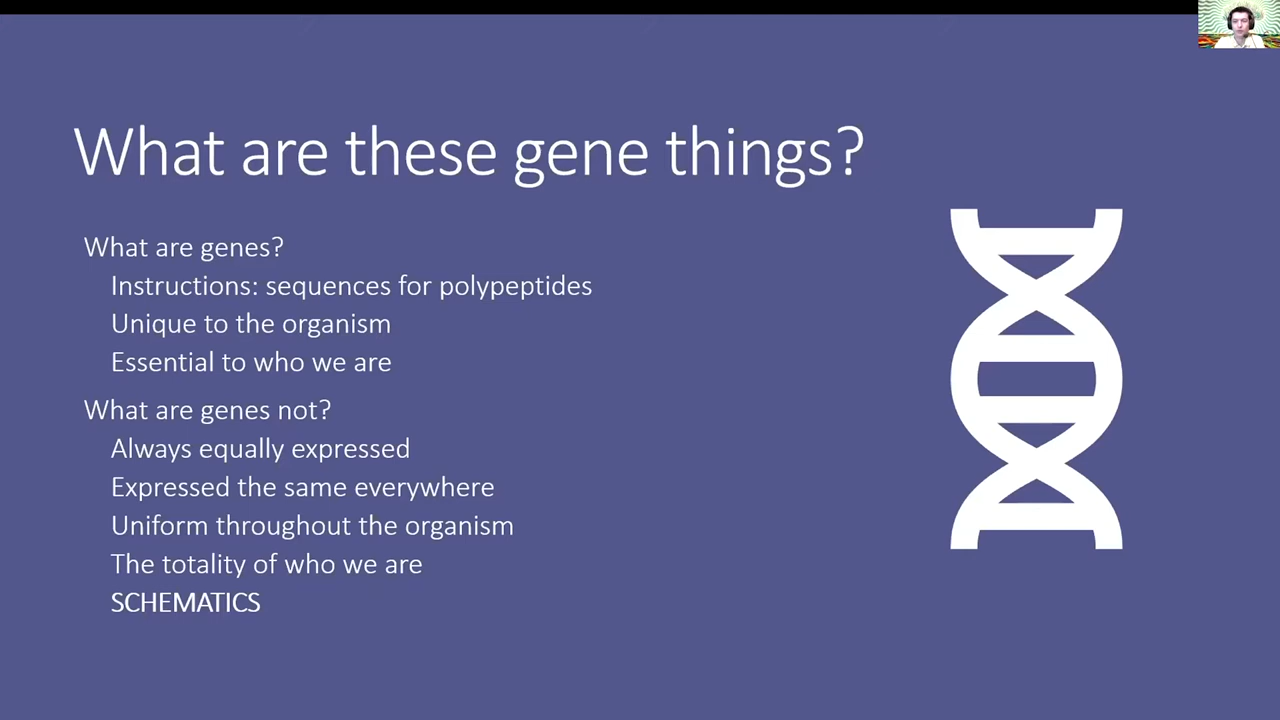 What are these gene things?
What are genes?
Instructions: sequences for polypeptides
Unique to the organism
Essential to who we are
What are genes not?
Always equally expressed
Expressed the same everywhere
Uniform throughout the organism
The totality of who we are
SCHEMATICS